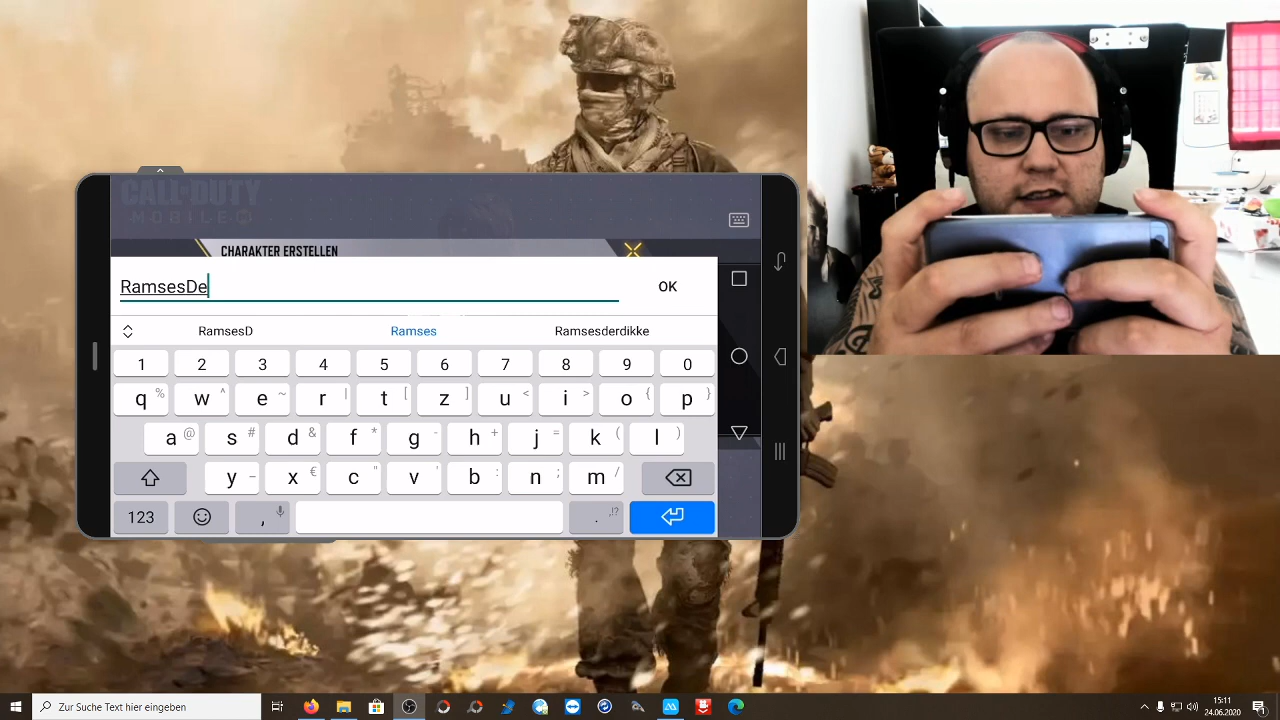 CALL OF DUTY
MOBILE
CHARAKTER ERSTELLEN
RamsesDe
OK
RamsesD Ramses Ramsesderdikke
1 2 3 4 5 6 7 8 9 0
q % w ^ e ~ r | t [ z ] u < i > o { p }
a @ s # d & f * g - h + j = k ( l )
y _ x € c " v ' b : n ; m /
123 , . ,!?
Zur Suche Text hier eingeben
15:11
24.06.2020